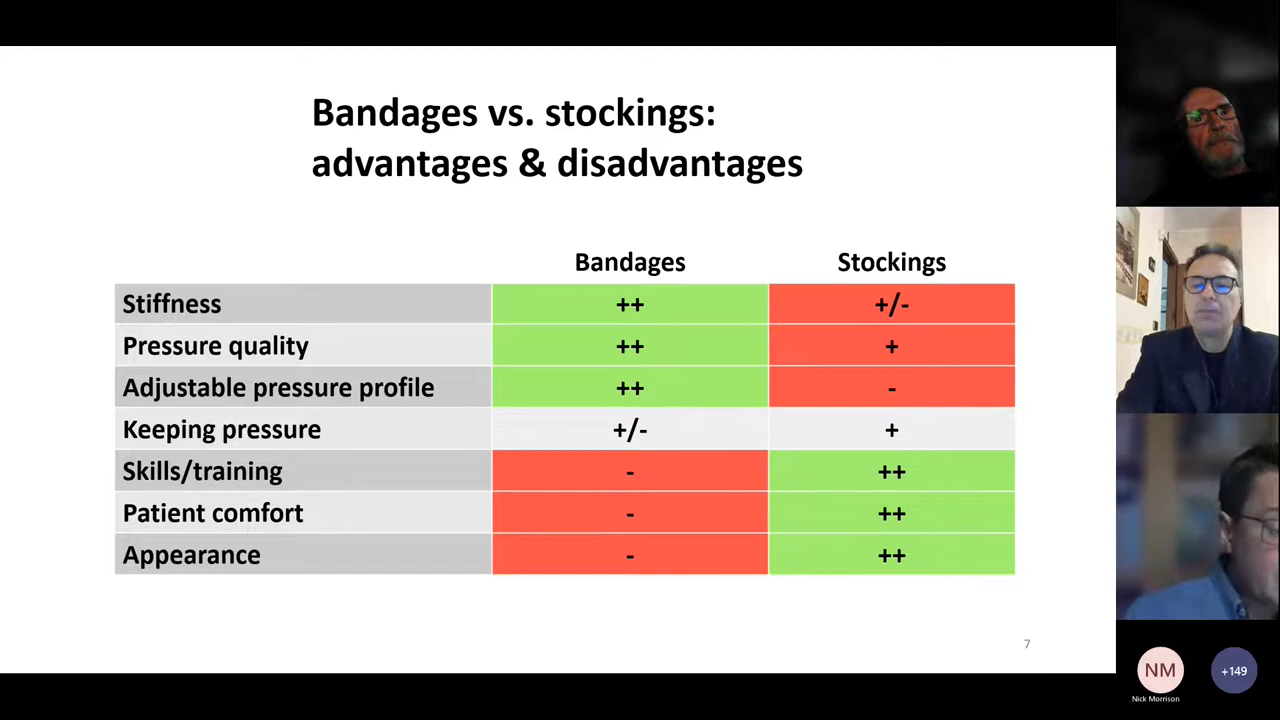 Bandages vs. stockings:
advantages & disadvantages
Bandages Stockings
Stiffness ++ +/-
Pressure quality ++ +
Adjustable pressure profile ++ -
Keeping pressure +/- +
Skills/training - ++
Patient comfort - ++
Appearance - ++
7
NM +149
Nick Morrison